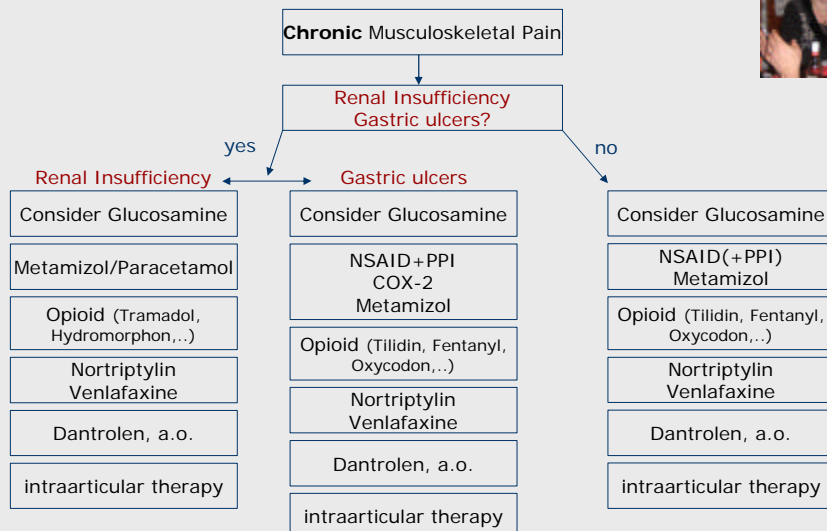 Chronic Musculoskeletal Pain
Renal Insufficiency
Gastric ulcers?
yes
no
Renal Insufficiency
Consider Glucosamine
Metamizol/Paracetamol
Opioid (Tramadol,
Hydromorphon,..)
Nortriptylin
Venlafaxine
Dantrolen, a.o.
intraarticular therapy
Gastric ulcers
Consider Glucosamine
NSAID+PPI
COX-2
Metamizol
Opioid (Tilidin, Fentanyl,
Oxycodon,..)
Nortriptylin
Venlafaxine
Dantrolen, a.o.
intraarticular therapy
Consider Glucosamine
NSAID(+PPI)
Metamizol
Opioid (Tilidin, Fentanyl,
Oxycodon,..)
Nortriptylin
Venlafaxine
Dantrolen, a.o.
intraarticular therapy